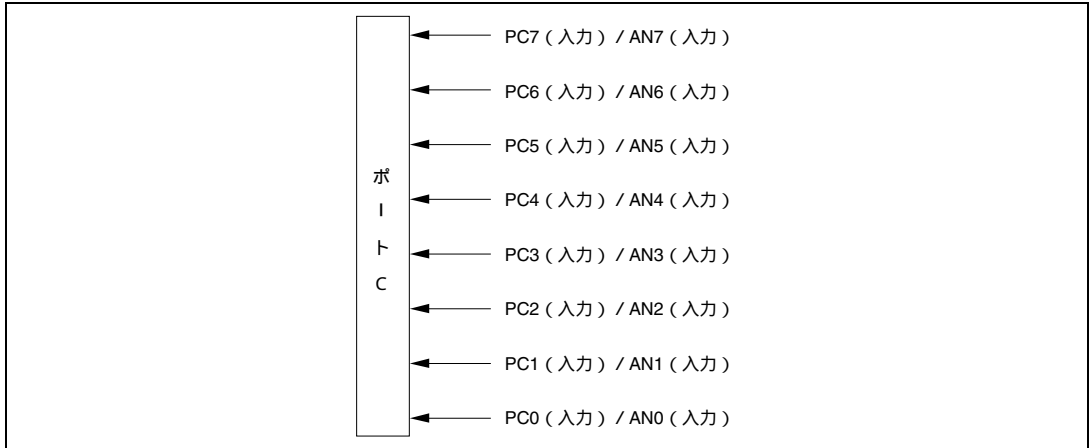 ポートC
PC7（入力）/ AN7（入力）
PC6（入力）/ AN6（入力）
PC5（入力）/ AN5（入力）
PC4（入力）/ AN4（入力）
PC3（入力）/ AN3（入力）
PC2（入力）/ AN2（入力）
PC1（入力）/ AN1（入力）
PC0（入力）/ AN0（入力）